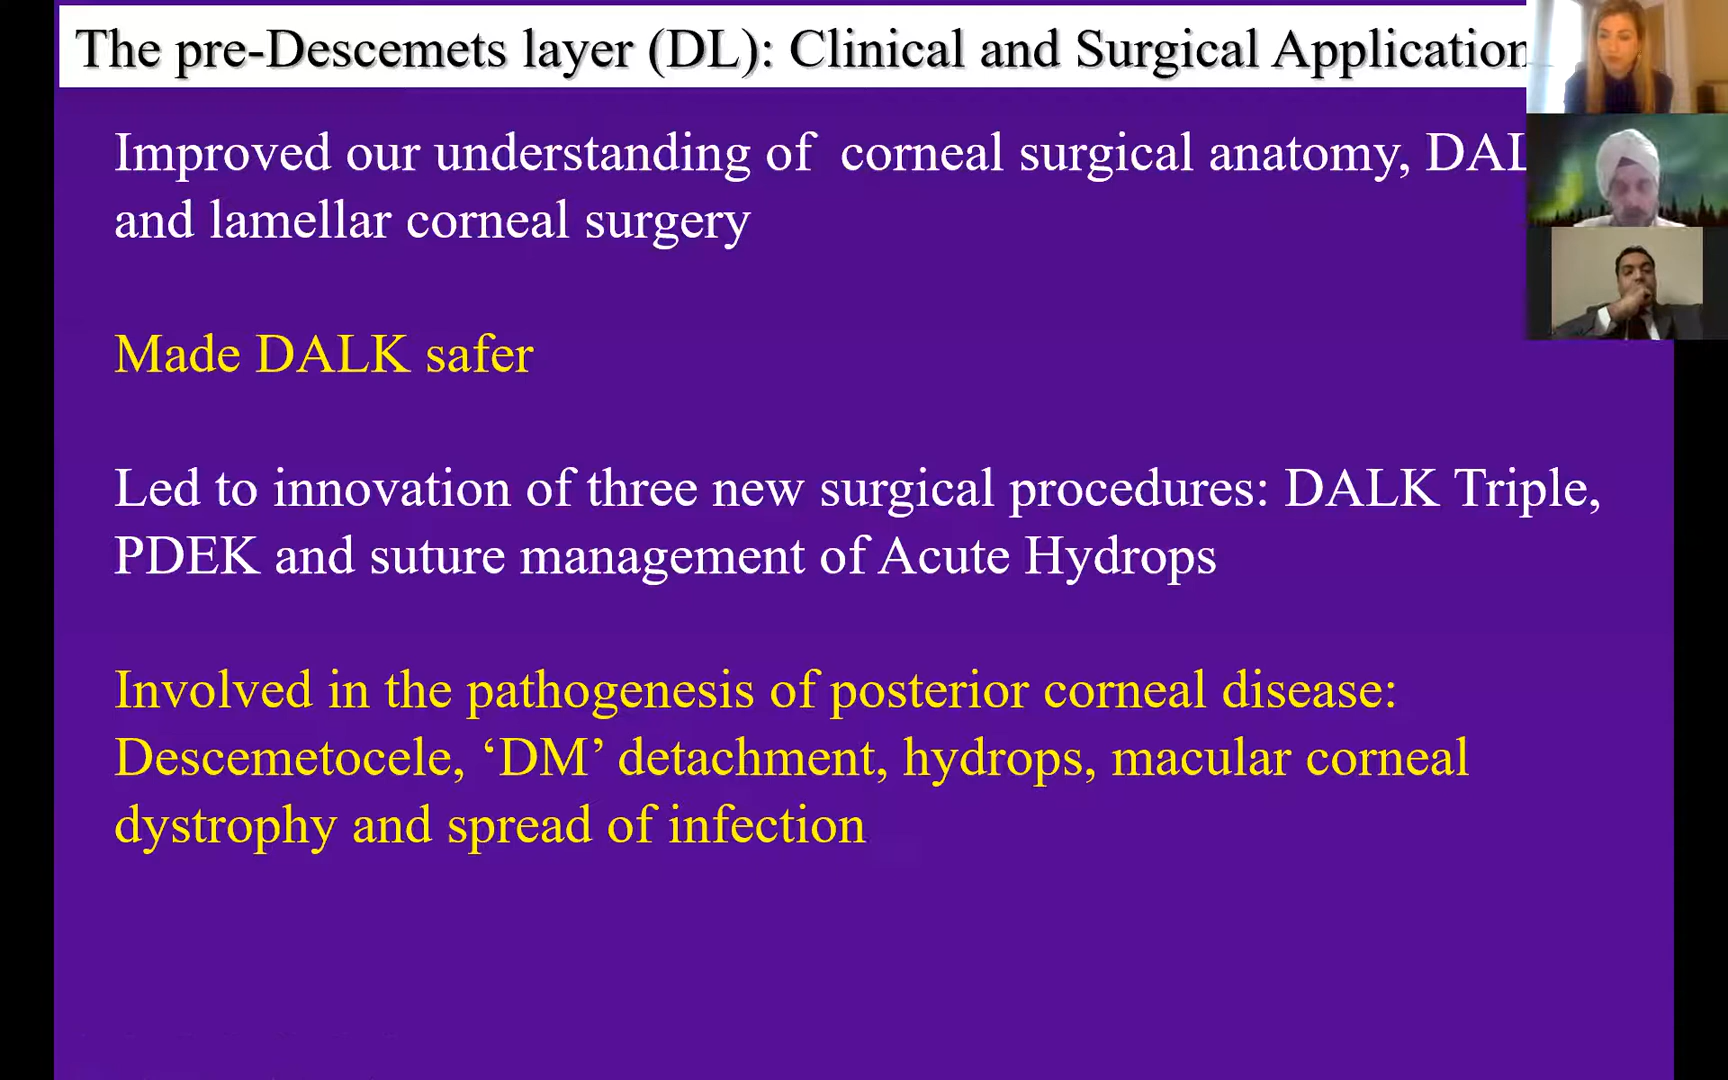 The pre-Descemets layer (DL): Clinical and Surgical Application
Improved our understanding of corneal surgical anatomy, DAL
and lamellar corneal surgery
Made DALK safer
Led to innovation of three new surgical procedures: DALK Triple,
PDEK and suture management of Acute Hydrops
Involved in the pathogenesis of posterior corneal disease:
Descemetocele, ‘DM’ detachment, hydrops, macular corneal
dystrophy and spread of infection